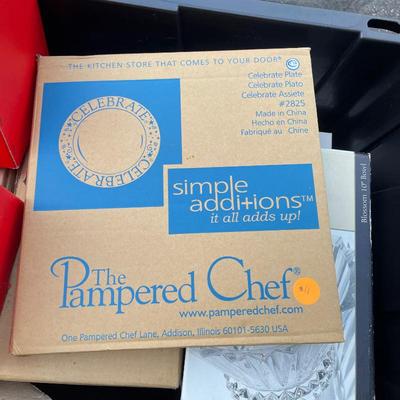 THE KITCHEN STORE THAT COMES TO YOUR DOOR®
Celebrate Plate
Celebrate Plato
Celebrate Assiete
#2825
Made in China
Hecho en China
Fabriqué au Chine
CELEBRATE
CELEBRATE
simple
additions™
it all adds up!
The
Pampered Chef®
www.pamperedchef.com
One Pampered Chef Lane, Addison, Illinois 60101-5630 USA
Blossom 10" Bowl